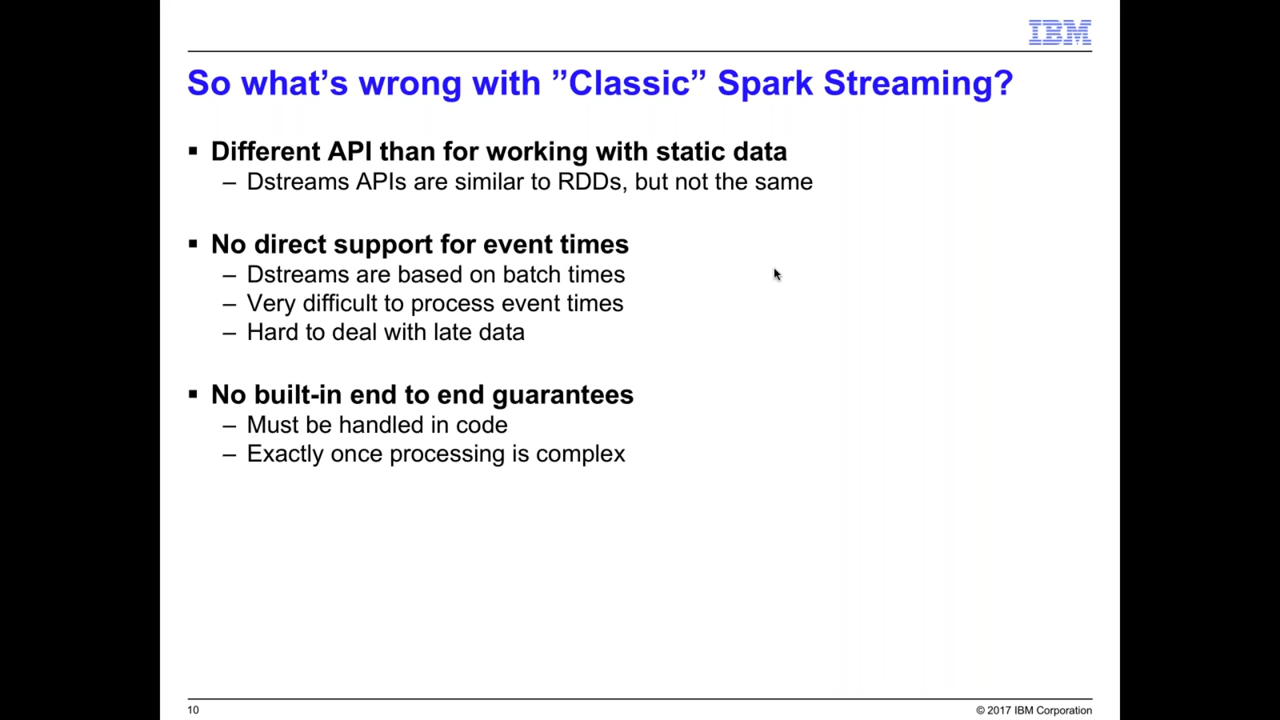 IBM
So what's wrong with ”Classic” Spark Streaming?
▪ Different API than for working with static data
– Dstreams APIs are similar to RDDs, but not the same
▪ No direct support for event times
– Dstreams are based on batch times
– Very difficult to process event times
– Hard to deal with late data
▪ No built-in end to end guarantees
– Must be handled in code
– Exactly once processing is complex
10
© 2017 IBM Corporation